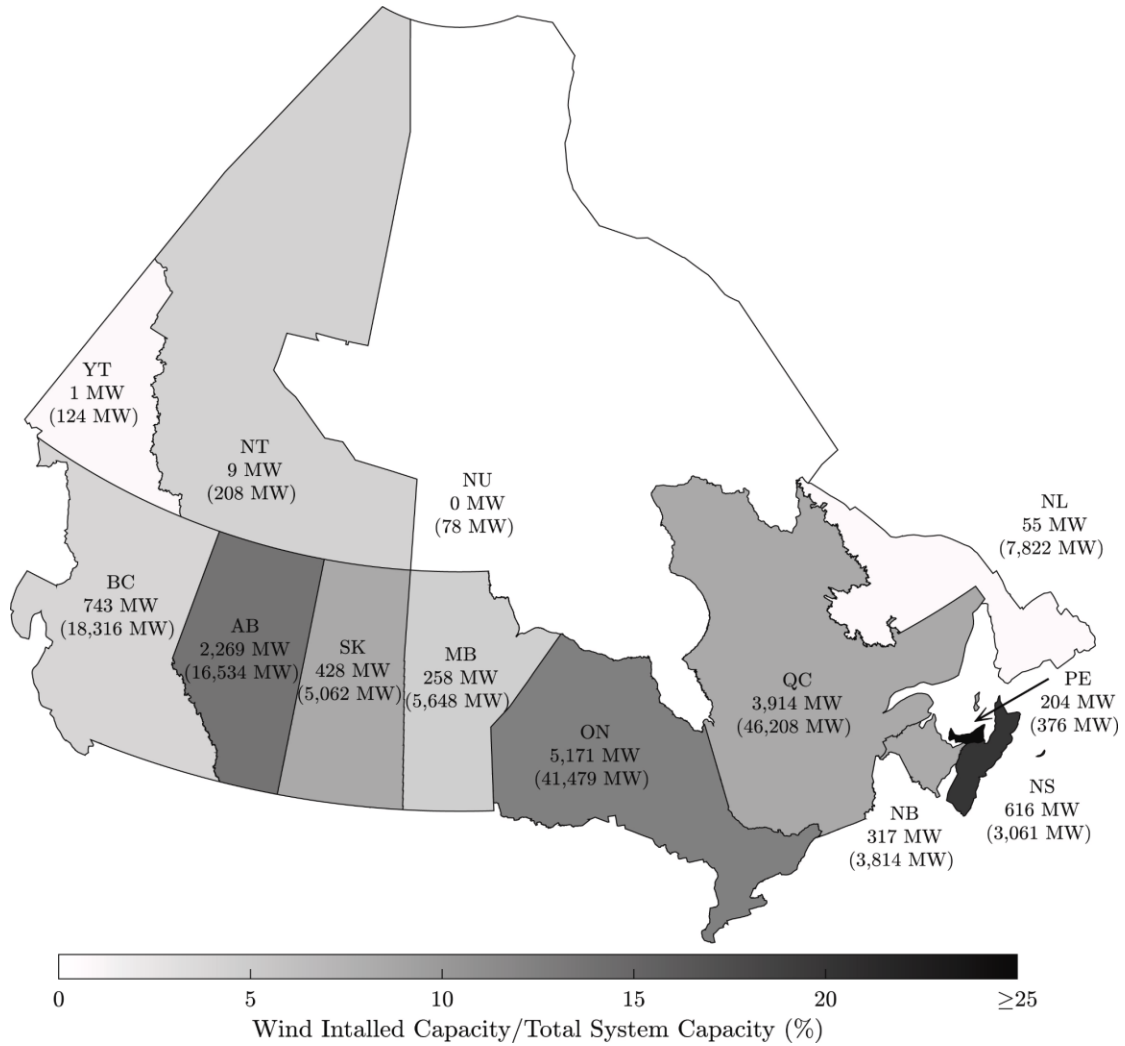 YT
1 MW
(124 MW)
NT
9 MW
(208 MW)
NU
0 MW
(78 MW)
NL
55 MW
(7,822 MW)
BC
743 MW
(18,316 MW)
AB
2,269 MW
(16,534 MW)
SK
428 MW
(5,062 MW)
MB
258 MW
(5,648 MW)
ON
5,171 MW
(41,479 MW)
QC
3,914 MW
(46,208 MW)
PE
204 MW
(376 MW)
NS
616 MW
(3,061 MW)
NB
317 MW
(3,814 MW)
0 5 10 15 20 ≥25
Wind Intalled Capacity/Total System Capacity (%)